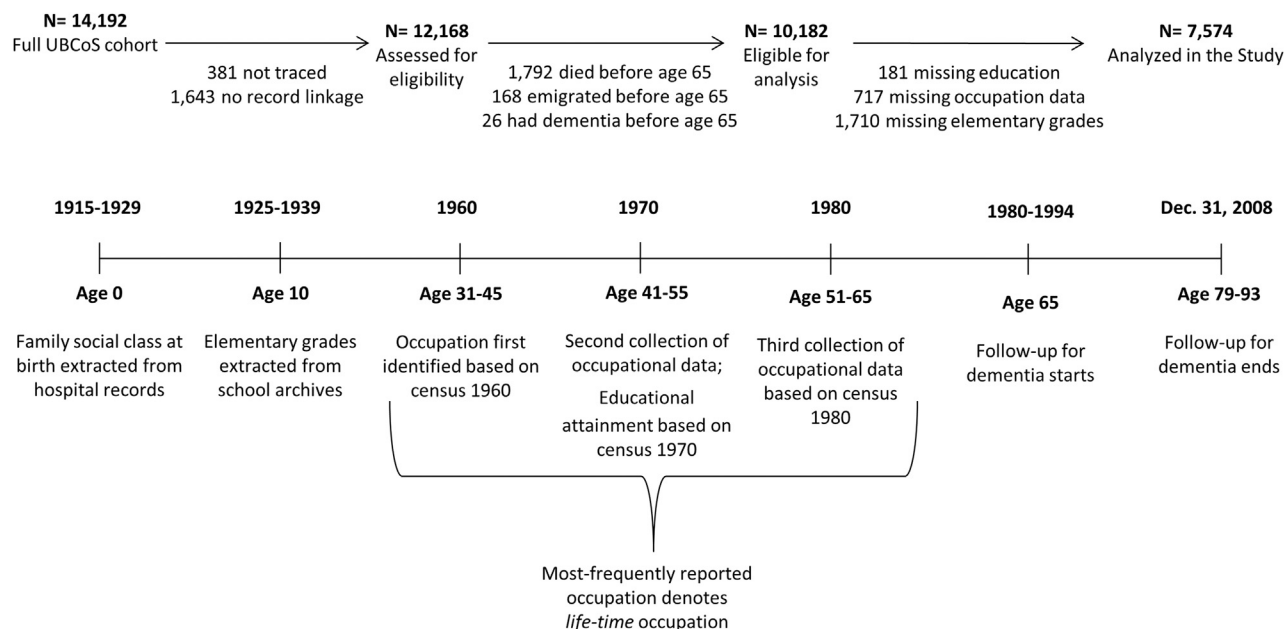 N= 14,192
Full UBCoS cohort
381 not traced
1,643 no record linkage
N= 12,168
Assessed for
eligibility
1,792 died before age 65
168 emigrated before age 65
26 had dementia before age 65
N= 10,182
Eligible for
analysis
181 missing education
717 missing occupation data
1,710 missing elementary grades
N= 7,574
Analyzed in the Study
1915-1929
1925-1939
1960
1970
1980
1980-1994
Dec. 31, 2008
Age 0
Age 10
Age 31-45
Age 41-55
Age 51-65
Age 65
Age 79-93
Family social class at
birth extracted from
hospital records
Elementary grades
extracted from
school archives
Occupation first
identified based on
census 1960
Second collection of
occupational data;
Educational
attainment based on
census 1970
Third collection of
occupational data
based on census
1980
Follow-up for
dementia starts
Follow-up for
dementia ends
Most-frequently reported
occupation denotes
life-time occupation